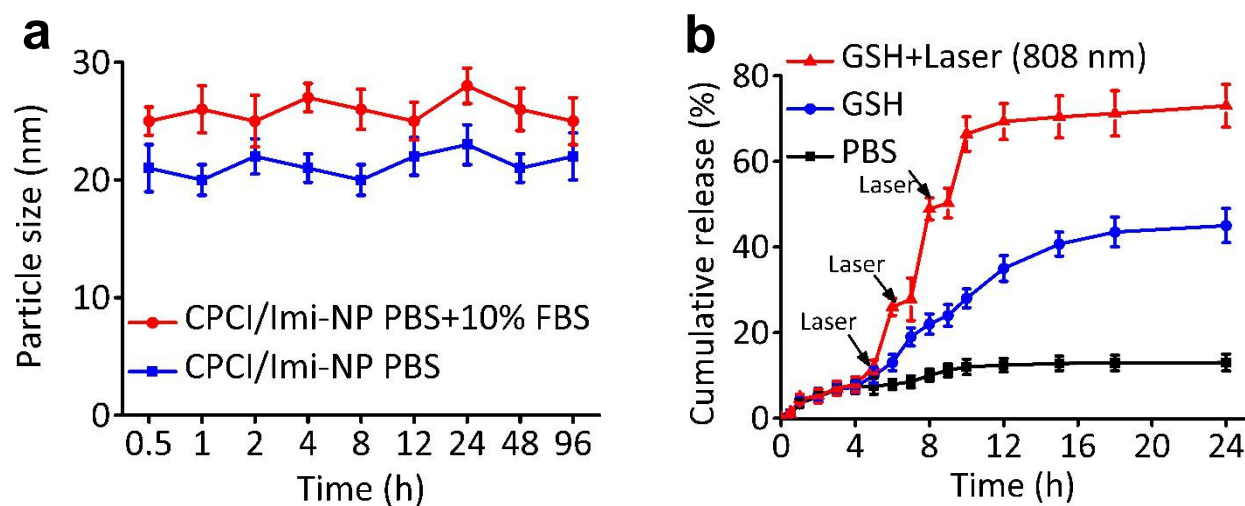 a
30
20
10
0
Particle size (nm)
CPCI/Imi-NP PBS+10% FBS
CPCI/Imi-NP PBS
0.5 1 2 4 8 12 24 48 96
Time (h)
b
GSH+Laser (808 nm)
GSH
PBS
80
60
40
20
0
Cumulative release (%)
Laser
Laser
Laser
0 4 8 12 16 20 24
Time (h)